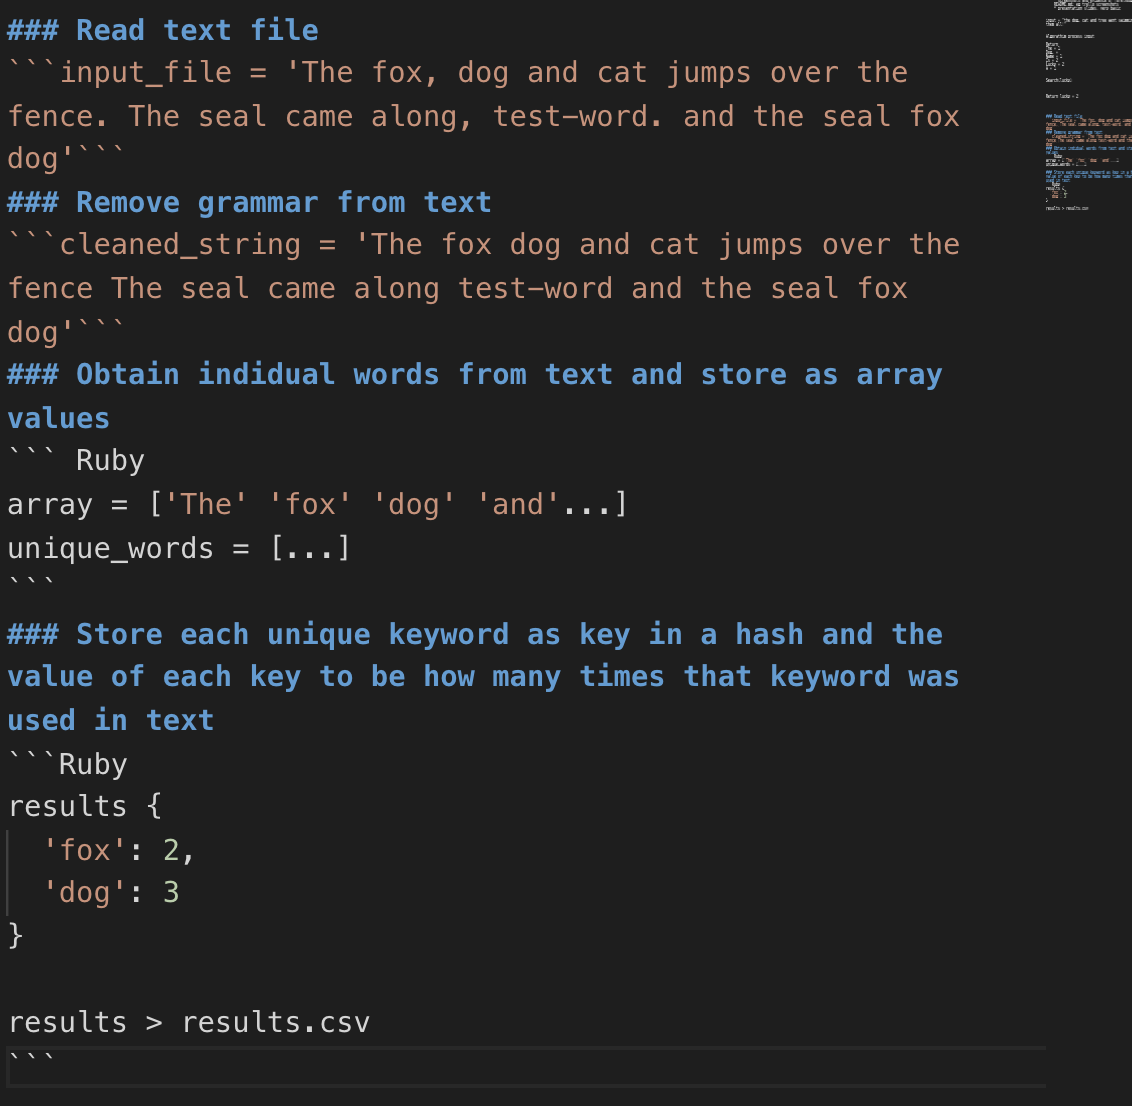 ### Read text file
```input_file = 'The fox, dog and cat jumps over the
fence. The seal came along, test-word. and the seal fox
dog'```
### Remove grammar from text
```cleaned_string = 'The fox dog and cat jumps over the
fence The seal came along test-word and the seal fox
dog'```
### Obtain indidual words from text and store as array
values
``` Ruby
array = ['The' 'fox' 'dog' 'and'...]
unique_words = [...]
```
### Store each unique keyword as key in a hash and the
value of each key to be how many times that keyword was
used in text
```Ruby
results {
  'fox': 2,
  'dog': 3
}

results > results.csv
```